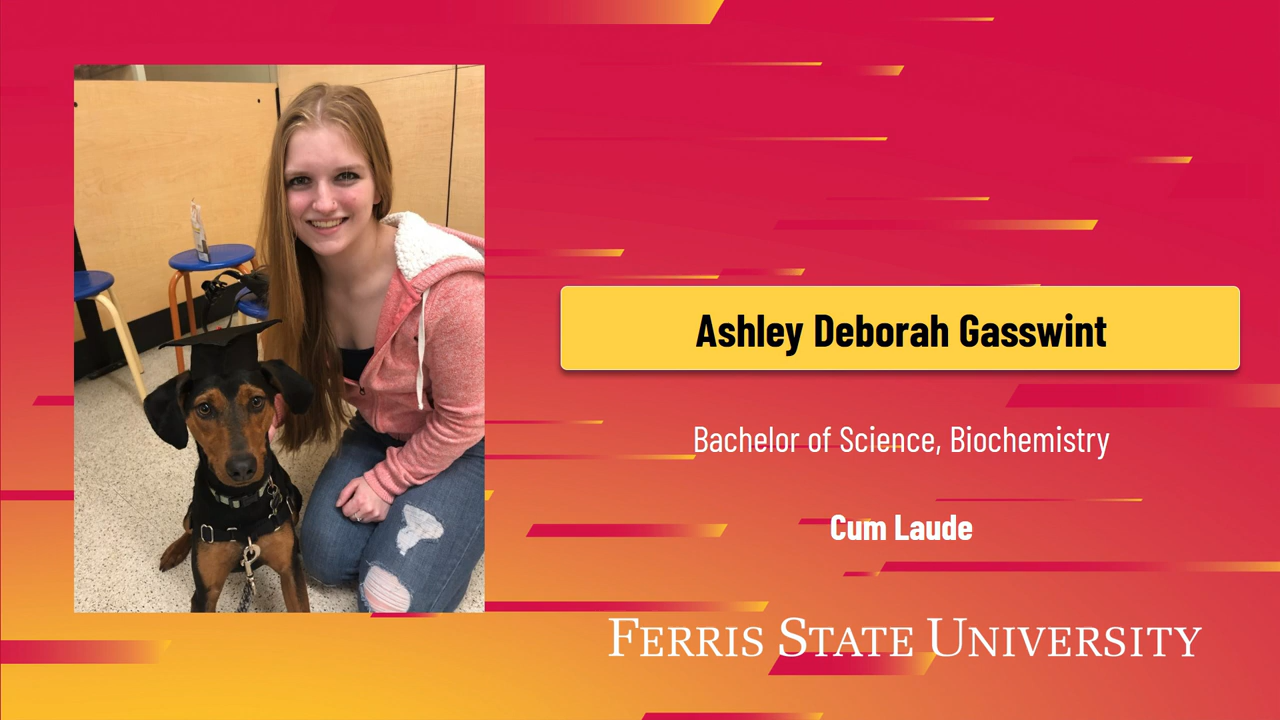 Ashley Deborah Gasswint
Bachelor of Science, Biochemistry
Cum Laude
FERRIS STATE UNIVERSITY